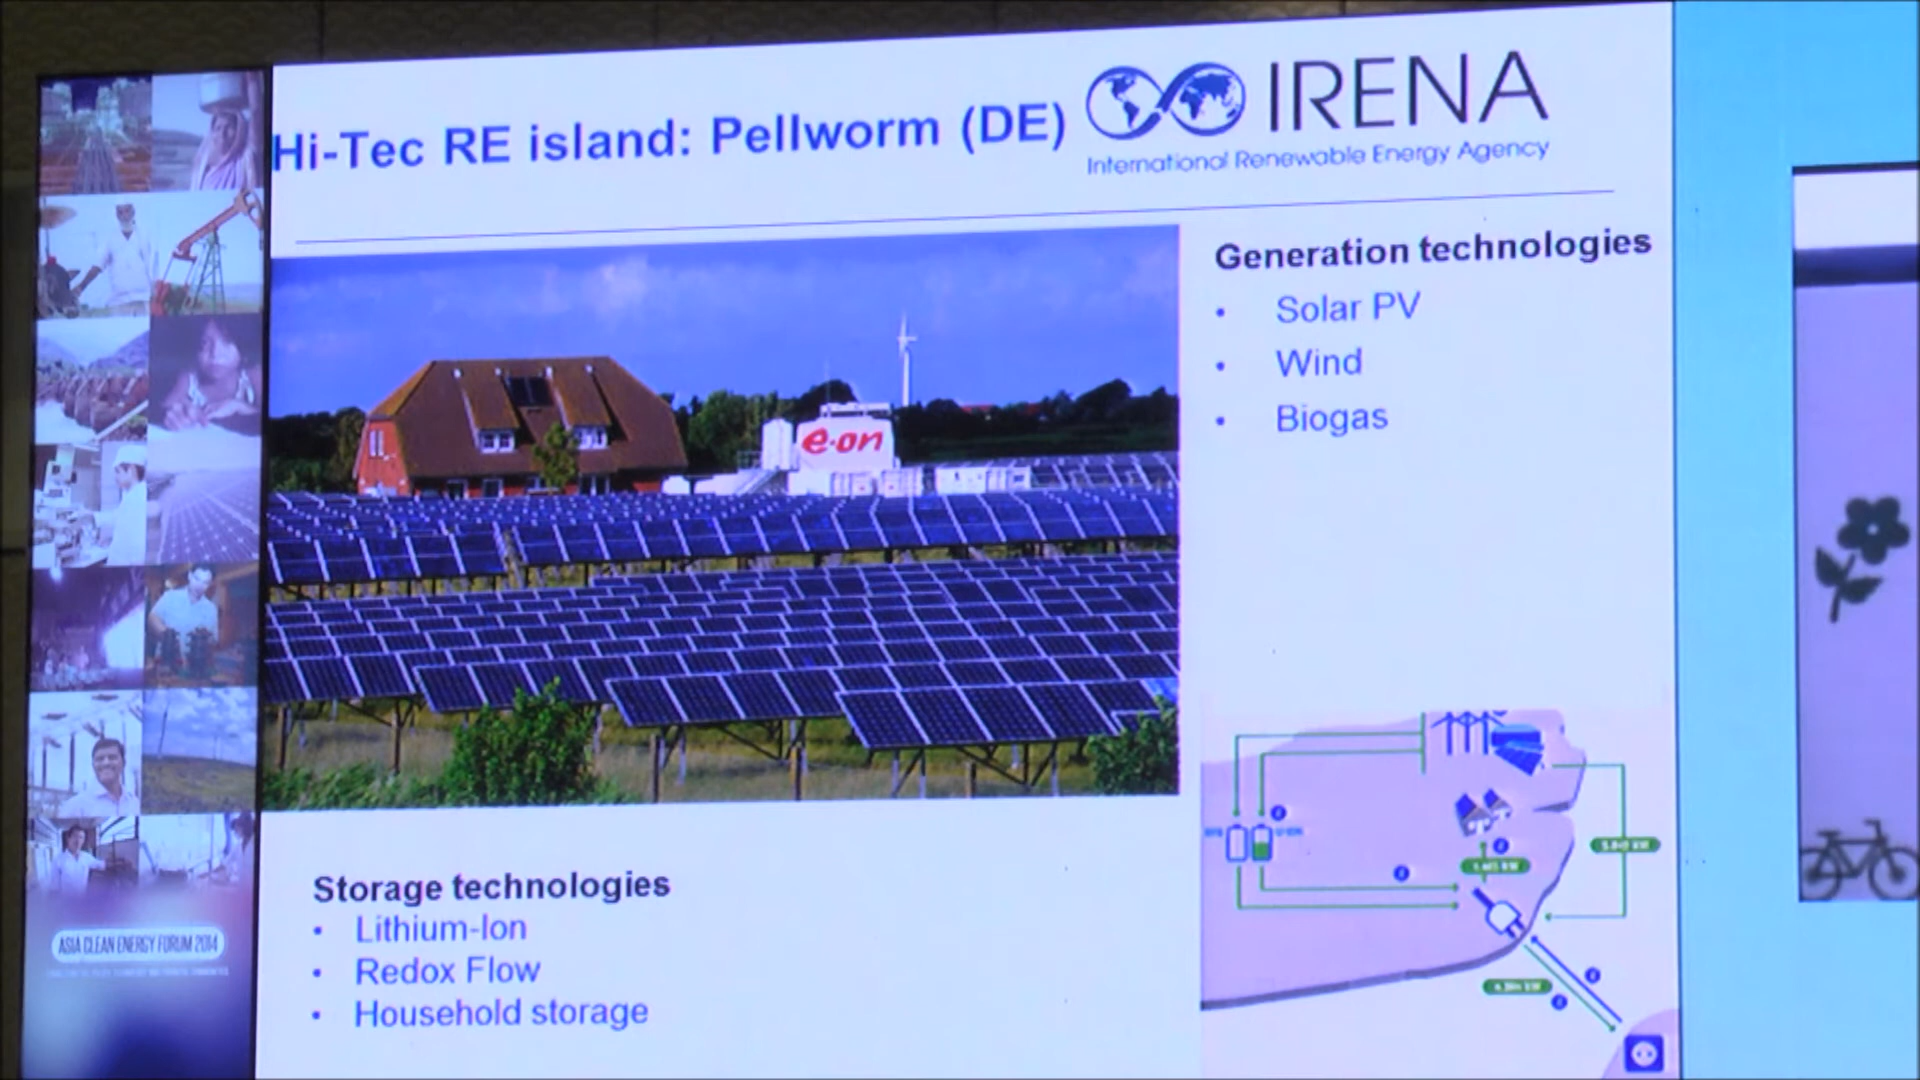 Hi-Tec RE island: Pellworm (DE)
IRENA
International Renewable Energy Agency
Generation technologies
• Solar PV
• Wind
• Biogas
e·on
Storage technologies
• Lithium-Ion
• Redox Flow
• Household storage
ASIA CLEAN ENERGY FORUM 2014